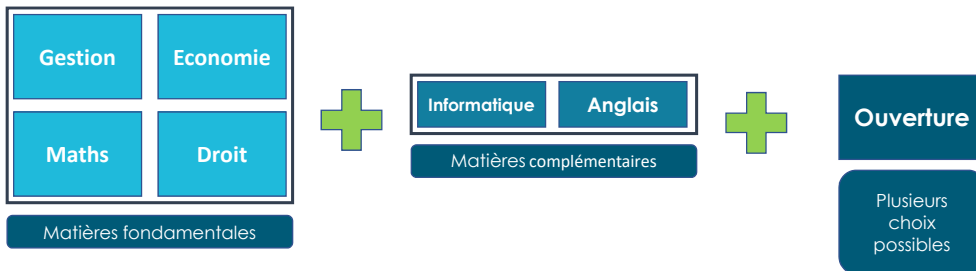 Gestion
Economie
Maths
Droit
Matières fondamentales
Informatique
Anglais
Matières complémentaires
Ouverture
Plusieurs
choix
possibles